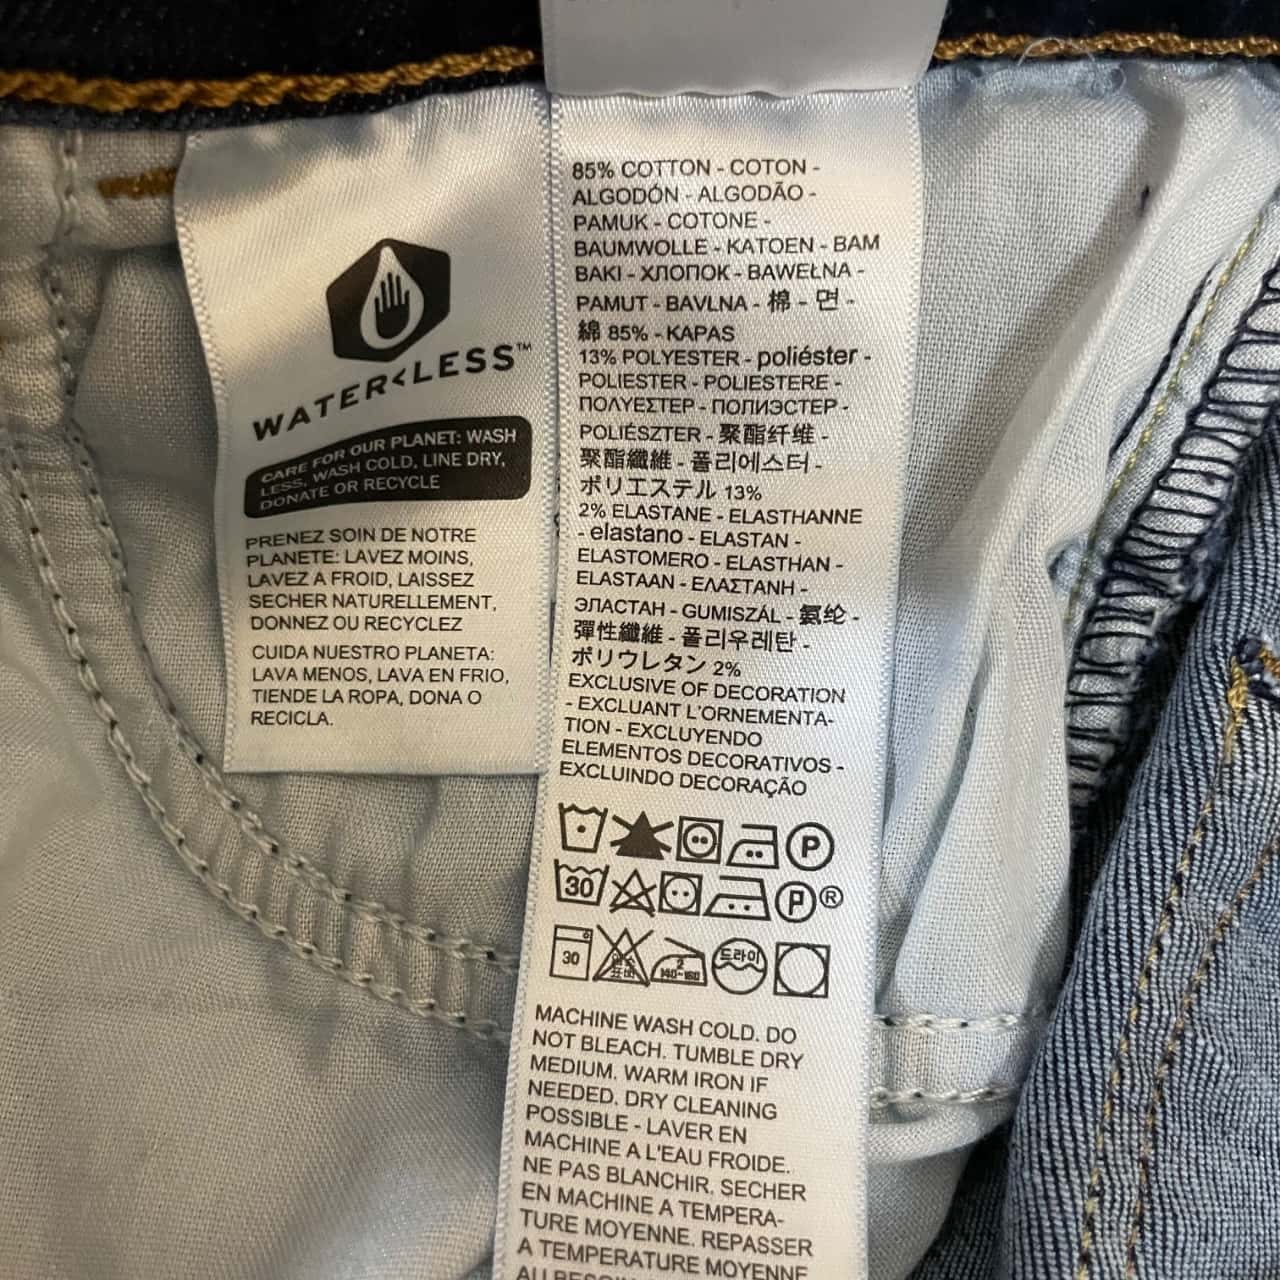 WATER<LESS™
CARE FOR OUR PLANET: WASH
LESS, WASH COLD, LINE DRY,
DONATE OR RECYCLE
PRENEZ SOIN DE NOTRE
PLANETE: LAVEZ MOINS,
LAVEZ A FROID, LAISSEZ
SECHER NATURELLEMENT,
DONNEZ OU RECYCLEZ
CUIDA NUESTRO PLANETA:
LAVA MENOS, LAVA EN FRIO,
TIENDE LA ROPA, DONA O
RECICLA.
85% COTTON - COTON -
ALGODÓN - ALGODÃO -
PAMUK - COTONE -
BAUMWOLLE - KATOEN - BAM
BAKI - ХЛОПОК - BAWEŁNA -
PAMUT - BAVLNA - 棉 - 면 -
綿 85% - KAPAS
13% POLYESTER - poliéster -
POLIESTER - POLIESTERE -
ΠΟΛΥΕΣΤΕΡ - ПОЛИЭСТЕР -
POLIÉSZTER - 聚酯纤维 -
聚酯纖維 - 폴리에스터 -
ポリエステル 13%
2% ELASTANE - ELASTHANNE
- elastano - ELASTAN -
ELASTOMERO - ELASTHAN -
ELASTAAN - ΕΛΑΣΤΑΝΗ -
ЭЛАСТАН - GUMISZÁL - 氨纶 -
彈性纖維 - 폴리우레탄 -
ポリウレタン 2%
EXCLUSIVE OF DECORATION
- EXCLUANT L'ORNEMENTA-
TION - EXCLUYENDO
ELEMENTOS DECORATIVOS -
EXCLUINDO DECORAÇÃO
P
30 P ®
30 2 140~160 드라이
MACHINE WASH COLD. DO
NOT BLEACH. TUMBLE DRY
MEDIUM. WARM IRON IF
NEEDED. DRY CLEANING
POSSIBLE - LAVER EN
MACHINE A L'EAU FROIDE.
NE PAS BLANCHIR. SECHER
EN MACHINE A TEMPERA-
TURE MOYENNE. REPASSER
A TEMPERATURE MOYENNE
AU BESOIN